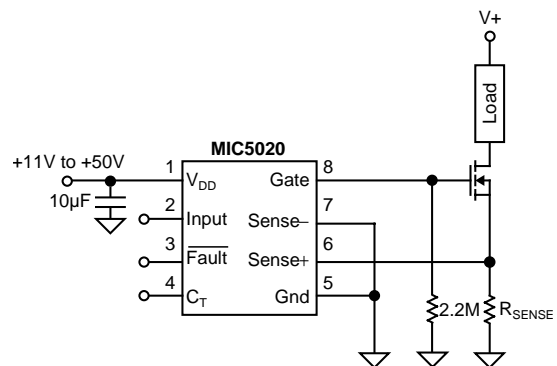 V+
Load
MIC5020
+11V to +50V
10µF
1
V_DD
Gate
8
2
Input
Sense−
7
3
Fault
Sense+
6
4
C_T
Gnd
5
2.2M
R_SENSE